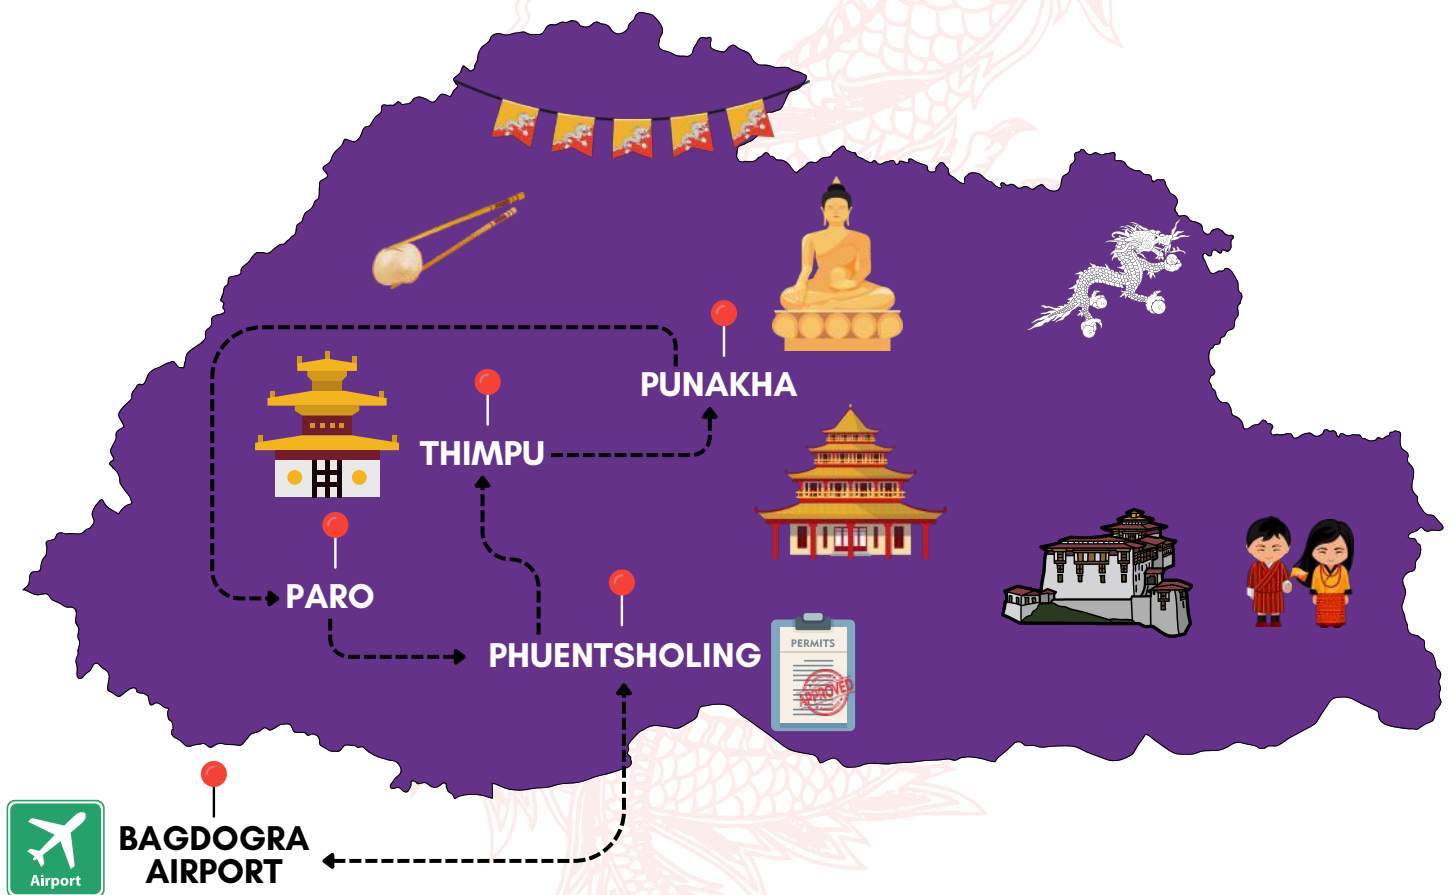 PUNAKHA
THIMPU
PARO
PHUENTSHOLING
PERMITS
APPROVED
BAGDOGRA
AIRPORT
Airport